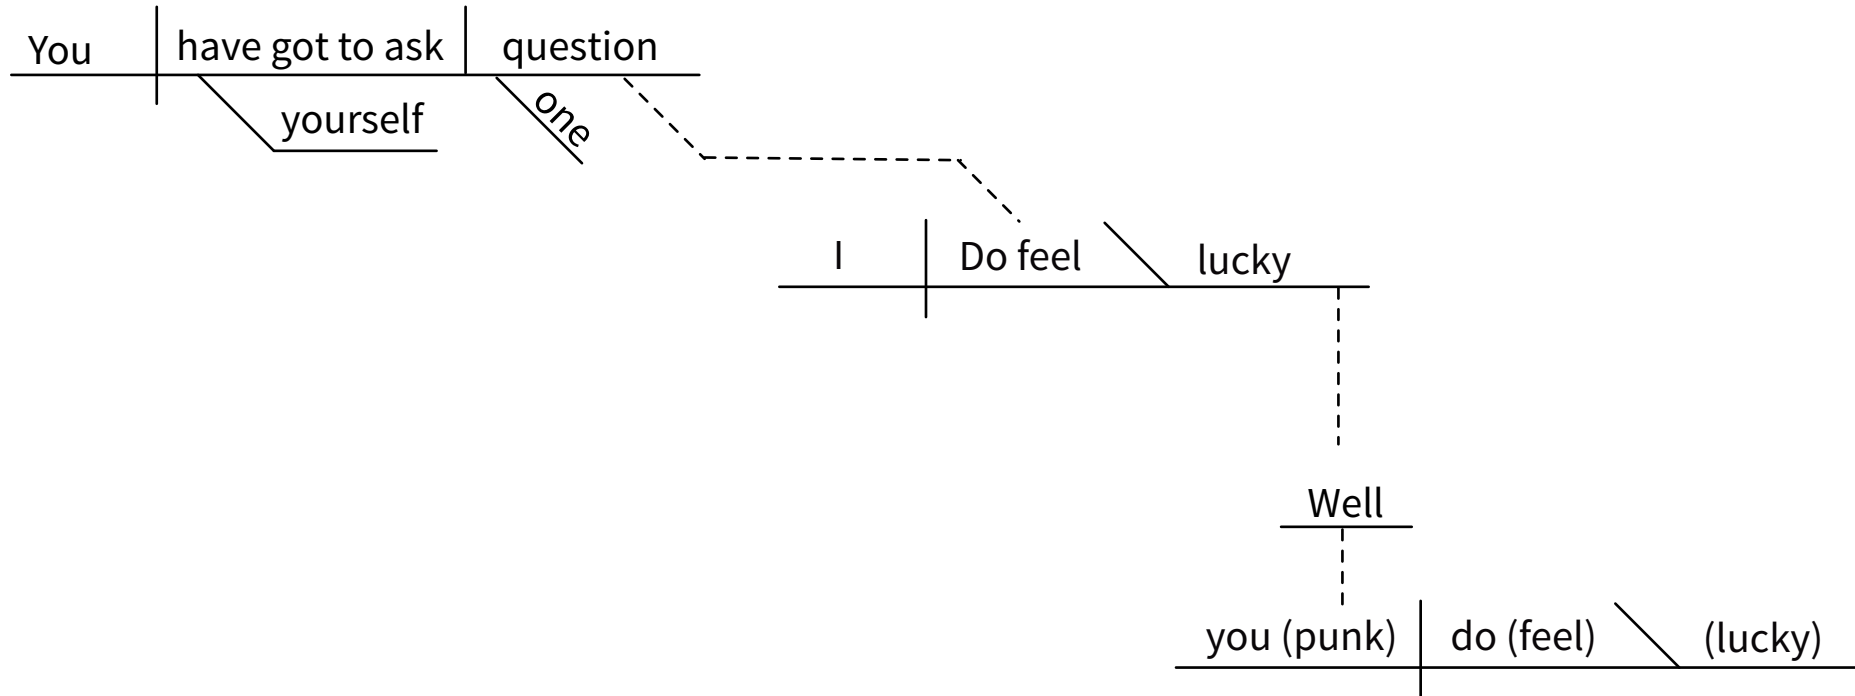 You have got to ask question
yourself
one
I Do feel lucky
Well
you (punk) do (feel) (lucky)